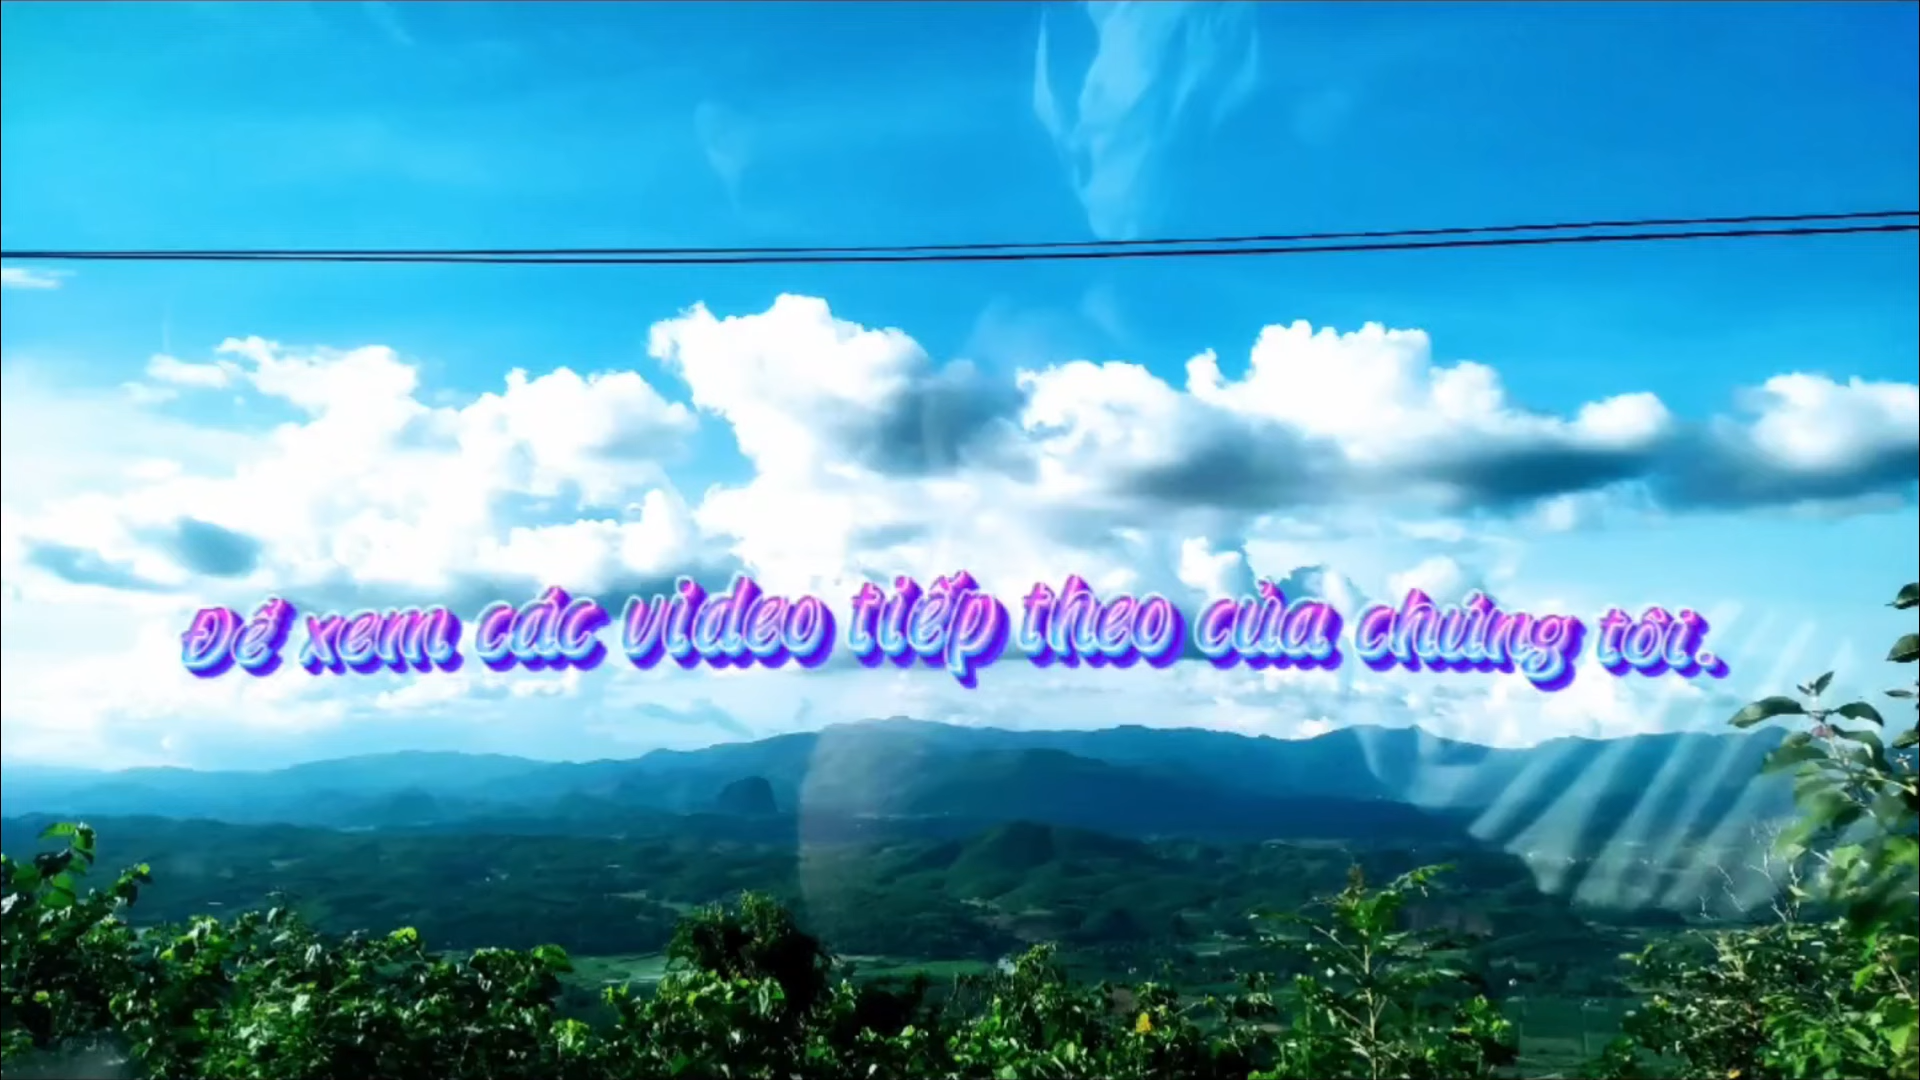 Để xem các video tiếp theo của chúng tôi.